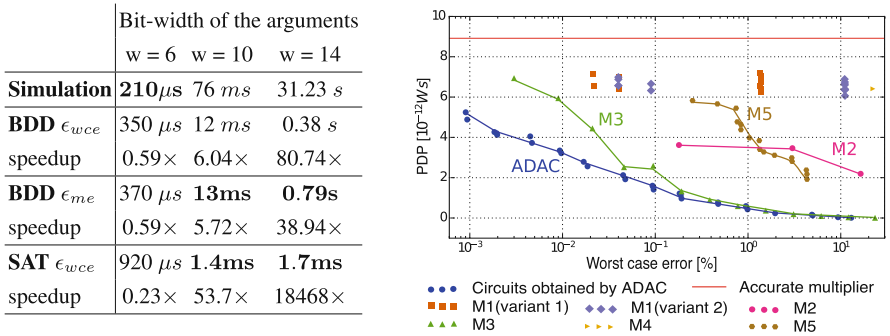 Bit-width of the arguments
w = 6 w = 10 w = 14
Simulation 210μs 76 ms 31.23 s
BDD ϵwce 350 μs 12 ms 0.38 s
speedup 0.59× 6.04× 80.74×
BDD ϵme 370 μs 13ms 0.79s
speedup 0.59× 5.72× 38.94×
SAT ϵwce 920 μs 1.4ms 1.7ms
speedup 0.23× 53.7× 18468×
PDP [10⁻¹²Ws]
10
8
6
4
2
0
M3
M5
ADAC
M2
10⁻³ 10⁻² 10⁻¹ 10⁰ 10¹
Worst case error [%]
Circuits obtained by ADAC Accurate multiplier
M1(variant 1) M1(variant 2) M2
M3 M4 M5